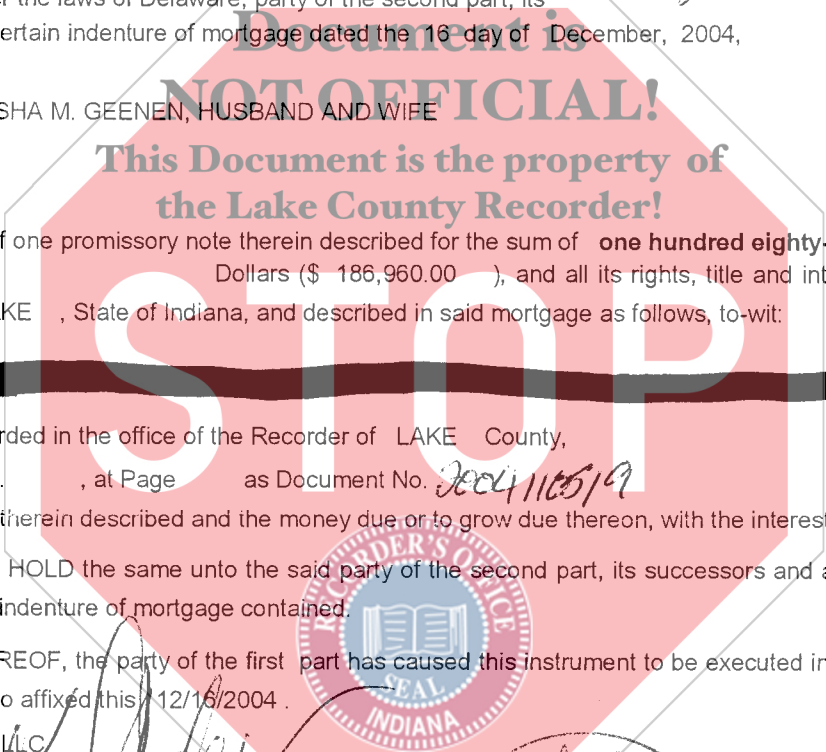 er the laws of Delaware, party of the second part, its
ertain indenture of mortgage dated the 16 day of December, 2004,
Document is
NOT OFFICIAL!
SHA M. GEENEN, HUSBAND AND WIFE
This Document is the property of
the Lake County Recorder!
f one promissory note therein described for the sum of one hundred eighty-
Dollars ($ 186,960.00 ), and all its rights, title and int
KE , State of Indiana, and described in said mortgage as follows, to-wit:
STOP
rded in the office of the Recorder of LAKE County,
. , at Page as Document No.
therein described and the money due or to grow due thereon, with the interest
HOLD the same unto the said party of the second part, its successors and a
indenture of mortgage contained.
REOF, the party of the first part has caused this instrument to be executed in
o affixed this 12/16/2004 .
LLC
RECORDER'S OFFICE
SEAL
INDIANA